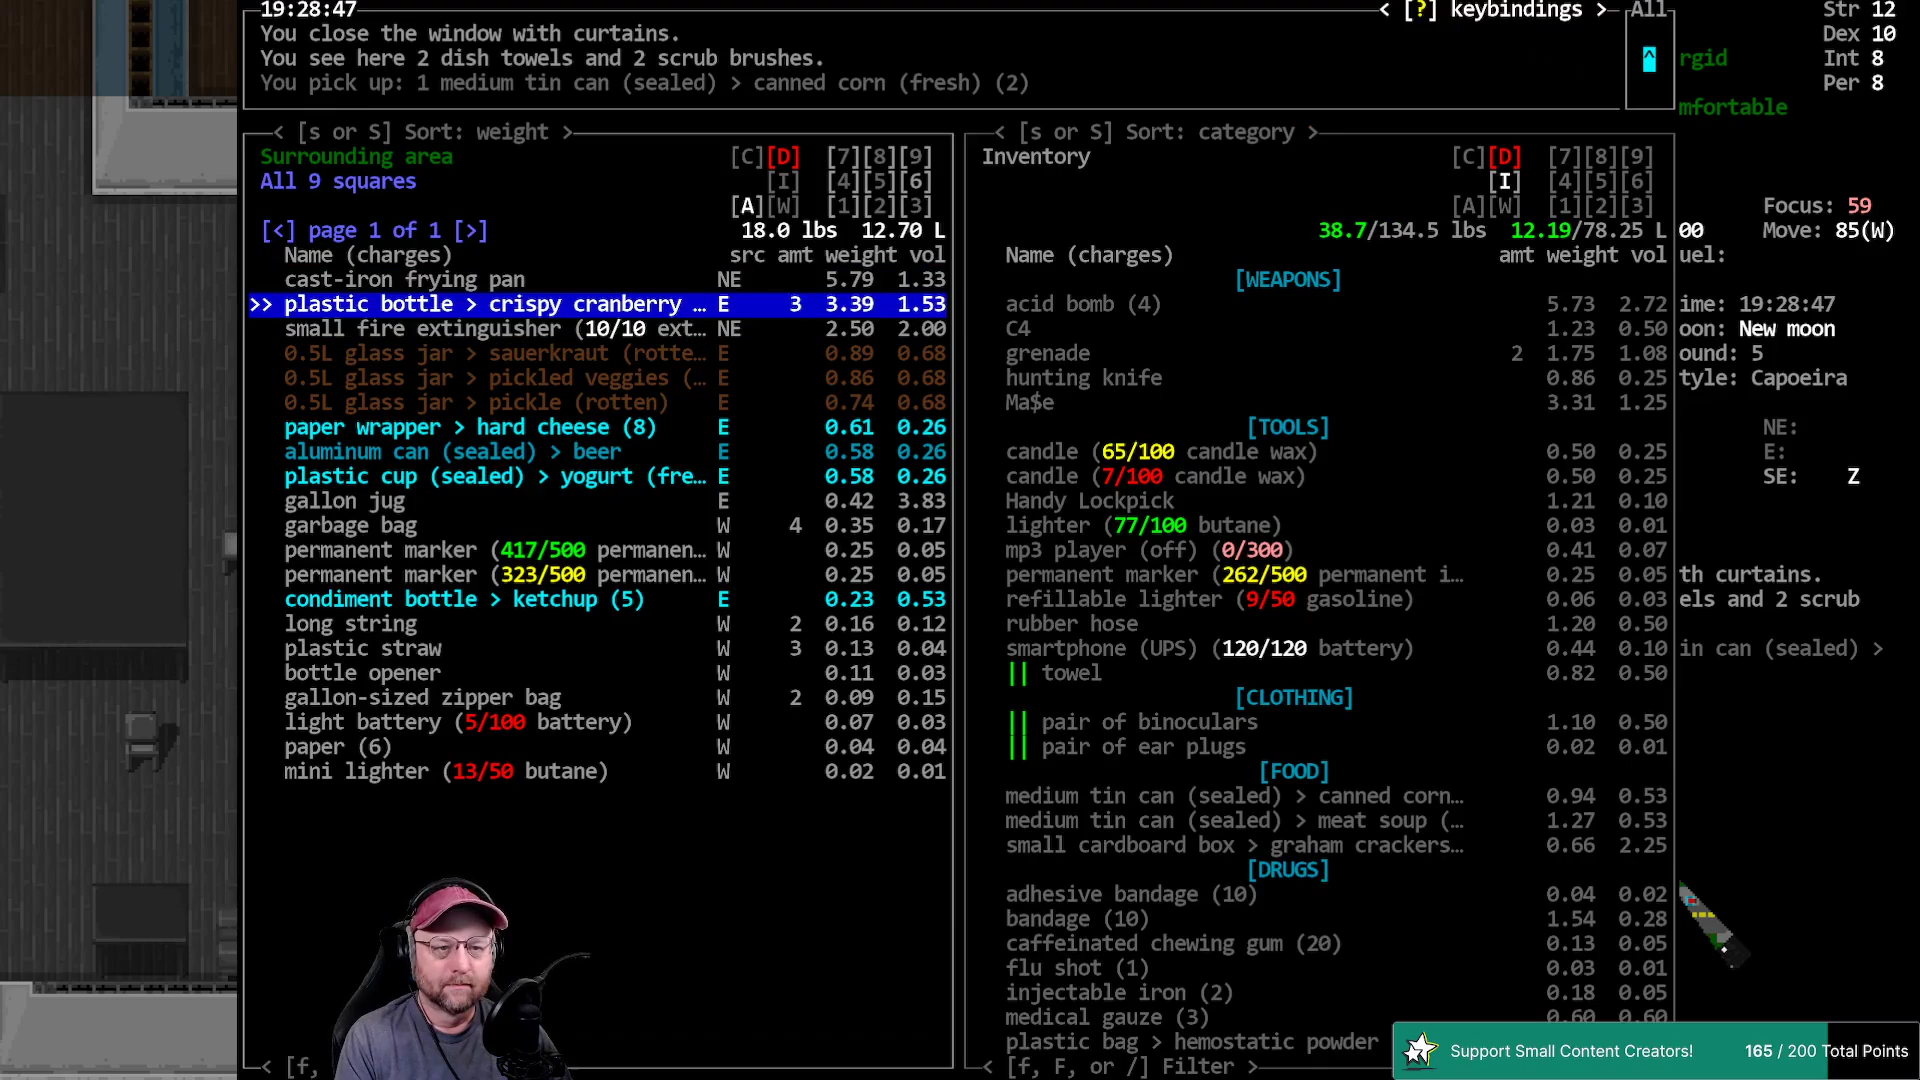 19:28:47
< [?] keybindings >
All
Str 12
You close the window with curtains.
Dex 10
You see here 2 dish towels and 2 scrub brushes.
^
rgid
Int 8
You pick up: 1 medium tin can (sealed) > canned corn (fresh) (2)
Per 8
mfortable
< [s or S] Sort: weight >
Surrounding area
[C][D] [7][8][9]
All 9 squares
[I] [4][5][6]
[A][W] [1][2][3]
[<] page 1 of 1 [>]
18.0 lbs 12.70 L
Name (charges) src amt weight vol
cast-iron frying pan NE 5.79 1.33
>> plastic bottle > crispy cranberry … E 3 3.39 1.53
small fire extinguisher (10/10 ext… NE 2.50 2.00
0.5L glass jar > sauerkraut (rotte… E 0.89 0.68
0.5L glass jar > pickled veggies (… E 0.86 0.68
0.5L glass jar > pickle (rotten) E 0.74 0.68
paper wrapper > hard cheese (8) E 0.61 0.26
aluminum can (sealed) > beer E 0.58 0.26
plastic cup (sealed) > yogurt (fre… E 0.58 0.26
gallon jug E 0.42 3.83
garbage bag W 4 0.35 0.17
permanent marker (417/500 permanen… W 0.25 0.05
permanent marker (323/500 permanen… W 0.25 0.05
condiment bottle > ketchup (5) E 0.23 0.53
long string W 2 0.16 0.12
plastic straw W 3 0.13 0.04
bottle opener W 0.11 0.03
gallon-sized zipper bag W 2 0.09 0.15
light battery (5/100 battery) W 0.07 0.03
paper (6) W 0.04 0.04
mini lighter (13/50 butane) W 0.02 0.01
< [f,
< [s or S] Sort: category >
Inventory
[C][D] [7][8][9]
[I] [4][5][6]
[A][W] [1][2][3]
38.7/134.5 lbs 12.19/78.25 L
Name (charges) amt weight vol
[WEAPONS]
acid bomb (4) 5.73 2.72
C4 1.23 0.50
grenade 2 1.75 1.08
hunting knife 0.86 0.25
Ma$e 3.31 1.25
[TOOLS]
candle (65/100 candle wax) 0.50 0.25
candle (7/100 candle wax) 0.50 0.25
Handy Lockpick 1.21 0.10
lighter (77/100 butane) 0.03 0.01
mp3 player (off) (0/300) 0.41 0.07
permanent marker (262/500 permanent i… 0.25 0.05
refillable lighter (9/50 gasoline) 0.06 0.03
rubber hose 1.20 0.50
smartphone (UPS) (120/120 battery) 0.44 0.10
|| towel 0.82 0.50
[CLOTHING]
|| pair of binoculars 1.10 0.50
|| pair of ear plugs 0.02 0.01
[FOOD]
medium tin can (sealed) > canned corn… 0.94 0.53
medium tin can (sealed) > meat soup (… 1.27 0.53
small cardboard box > graham crackers… 0.66 2.25
[DRUGS]
adhesive bandage (10) 0.04 0.02
bandage (10) 1.54 0.28
caffeinated chewing gum (20) 0.13 0.05
flu shot (1) 0.03 0.01
injectable iron (2) 0.18 0.05
medical gauze (3) 0.60 0.60
plastic bag > hemostatic powder
< [f, F, or /] Filter >
Focus: 59
00 Move: 85(W)
uel:
ime: 19:28:47
oon: New moon
ound: 5
tyle: Capoeira
NE:
E:
SE: Z
th curtains.
els and 2 scrub
in can (sealed) >
Support Small Content Creators! 165 / 200 Total Points